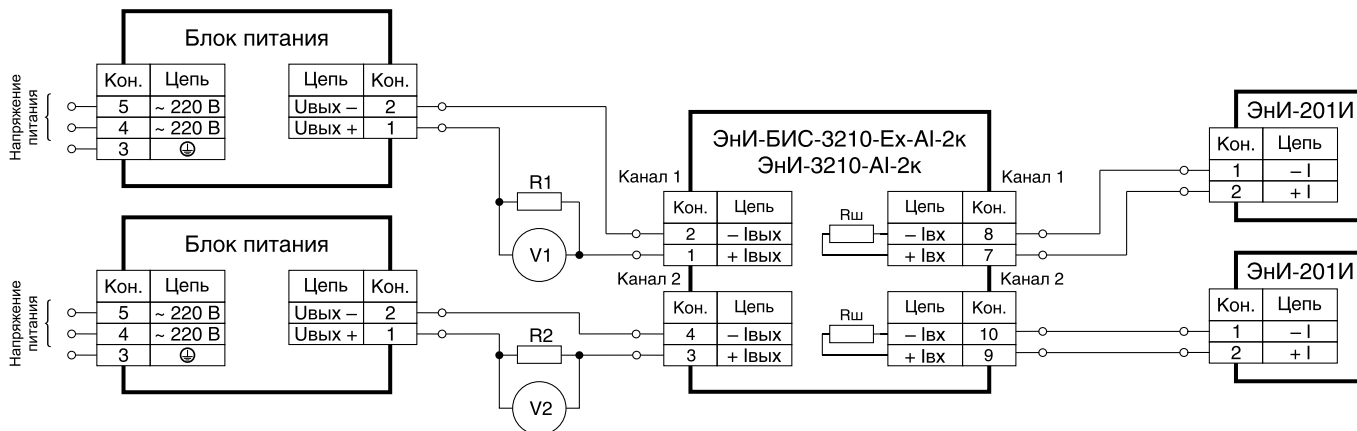 Блок питания
Напряжение
питания
Кон. Цепь
5 ~ 220 В
4 ~ 220 В
3
Цепь Кон.
Uвых – 2
Uвых + 1
R1
V1
Блок питания
Напряжение
питания
Кон. Цепь
5 ~ 220 В
4 ~ 220 В
3
Цепь Кон.
Uвых – 2
Uвых + 1
R2
V2
ЭнИ-БИС-3210-Ех-АI-2к
ЭнИ-3210-АI-2к
Канал 1
Кон. Цепь
2 – Iвых
1 + Iвых
Канал 2
Кон. Цепь
4 – Iвых
3 + Iвых
Rш
Канал 1
Цепь Кон.
– Iвх 8
+ Iвх 7
Rш
Канал 2
Цепь Кон.
– Iвх 10
+ Iвх 9
ЭнИ-201И
Кон. Цепь
1 – I
2 + I
ЭнИ-201И
Кон. Цепь
1 – I
2 + I